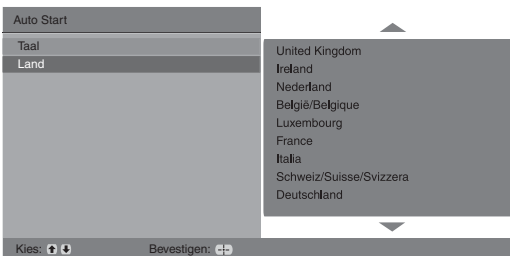 Auto Start
Taal
Land
United Kingdom
Ireland
Nederland
België/Belgique
Luxembourg
France
Italia
Schweiz/Suisse/Svizzera
Deutschland
Kies:
Bevestigen: